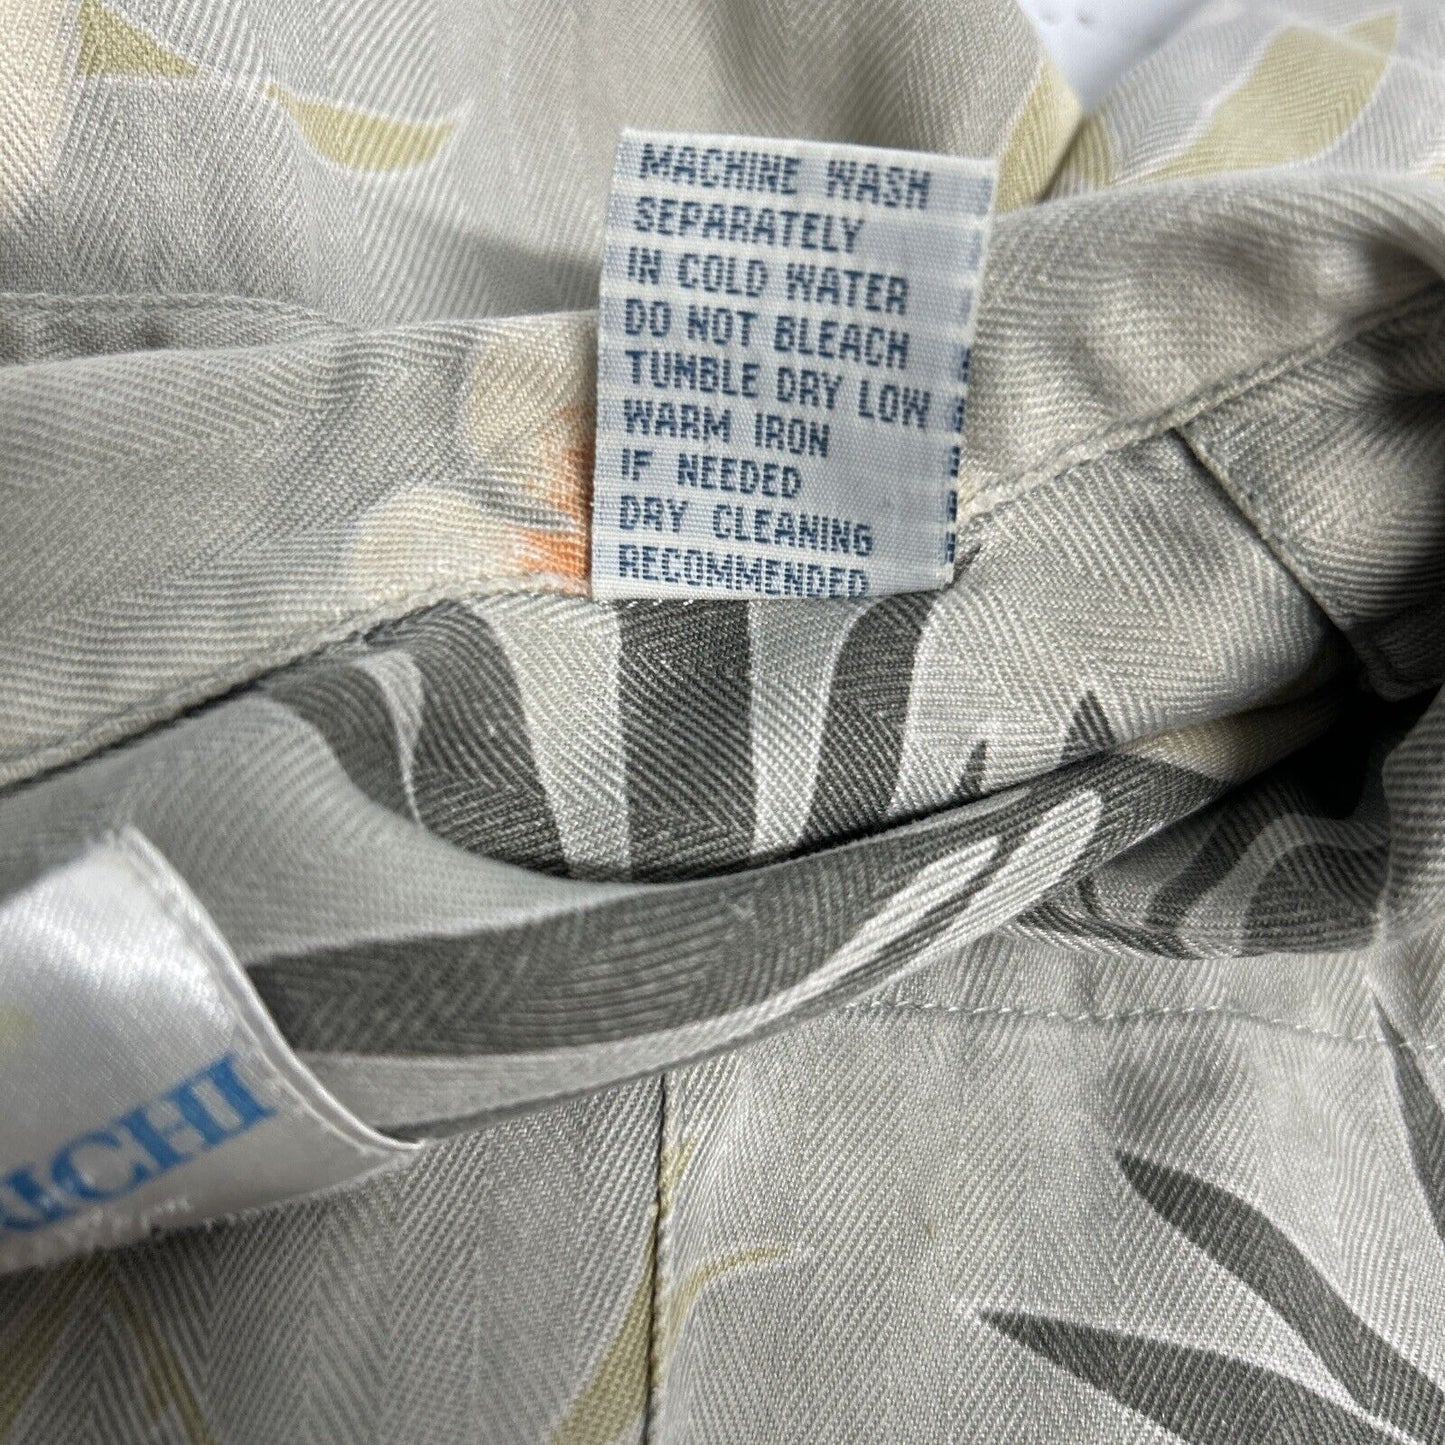 MACHINE WASH
SEPARATELY
IN COLD WATER
DO NOT BLEACH
TUMBLE DRY LOW
WARM IRON
IF NEEDED
DRY CLEANING
RECOMMENDED
RICHI